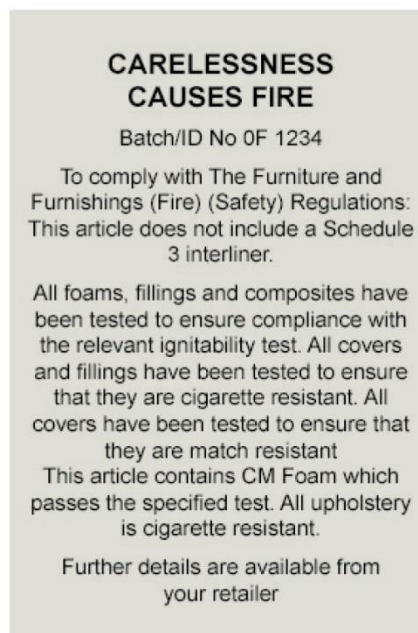 CARELESSNESS
CAUSES FIRE
Batch/ID No 0F 1234
To comply with The Furniture and
Furnishings (Fire) (Safety) Regulations:
This article does not include a Schedule
3 interliner.
All foams, fillings and composites have
been tested to ensure compliance with
the relevant ignitability test. All covers
and fillings have been tested to ensure
that they are cigarette resistant. All
covers have been tested to ensure that
they are match resistant
This article contains CM Foam which
passes the specified test. All upholstery
is cigarette resistant.
Further details are available from
your retailer